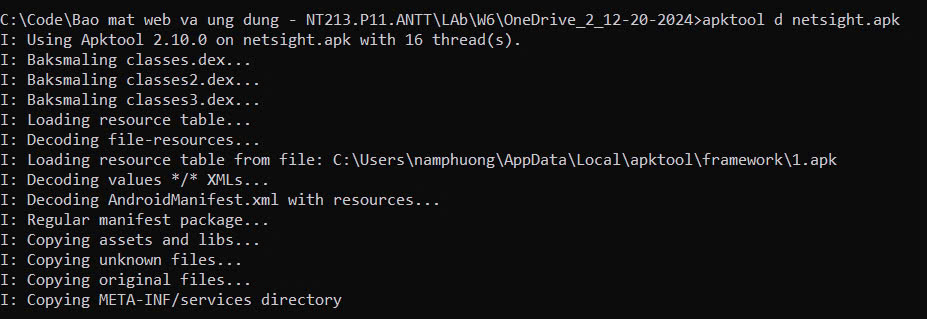 C:\Code\Bao mat web va ung dung - NT213.P11.ANTT\LAb\W6\OneDrive_2_12-20-2024>apktool d netsight.apk
I: Using Apktool 2.10.0 on netsight.apk with 16 thread(s).
I: Baksmaling classes.dex...
I: Baksmaling classes2.dex...
I: Baksmaling classes3.dex...
I: Loading resource table...
I: Decoding file-resources...
I: Loading resource table from file: C:\Users\namphuong\AppData\Local\apktool\framework\1.apk
I: Decoding values */* XMLs...
I: Decoding AndroidManifest.xml with resources...
I: Regular manifest package...
I: Copying assets and libs...
I: Copying unknown files...
I: Copying original files...
I: Copying META-INF/services directory